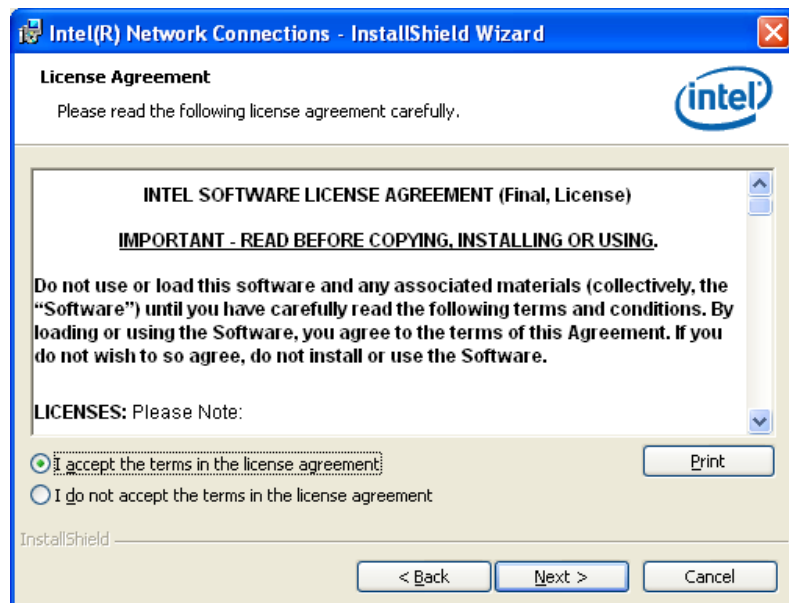 Intel(R) Network Connections - InstallShield Wizard
License Agreement
Please read the following license agreement carefully.
intel
INTEL SOFTWARE LICENSE AGREEMENT (Final, License)
IMPORTANT - READ BEFORE COPYING, INSTALLING OR USING.
Do not use or load this software and any associated materials (collectively, the
“Software”) until you have carefully read the following terms and conditions. By
loading or using the Software, you agree to the terms of this Agreement. If you
do not wish to so agree, do not install or use the Software.
LICENSES: Please Note:
I accept the terms in the license agreement
Print
I do not accept the terms in the license agreement
InstallShield
< Back
Next >
Cancel